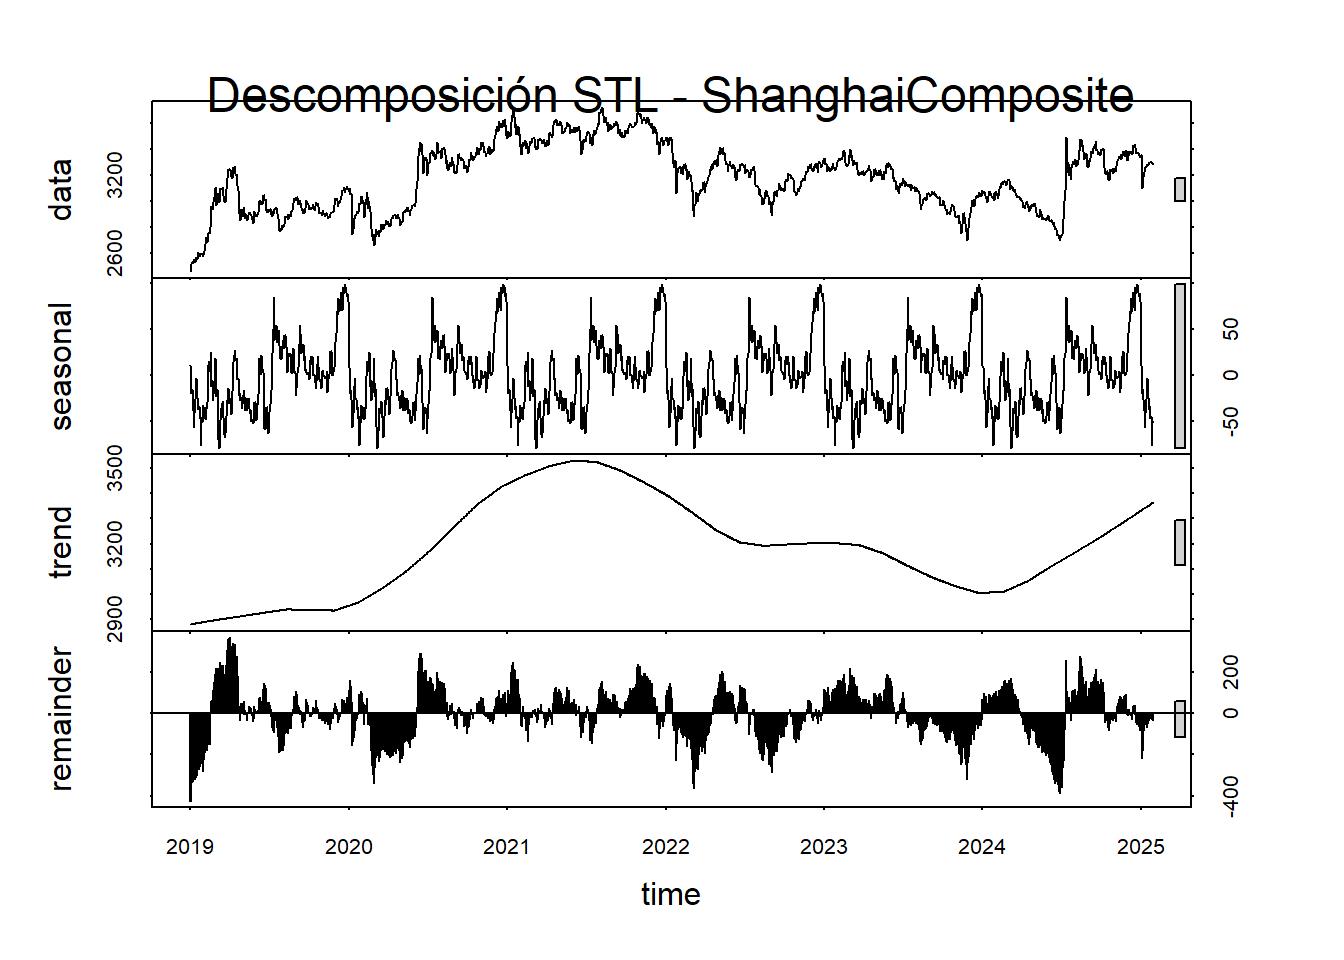 Descomposición STL - ShanghaiComposite
data
2600
3200
seasonal
-50
0
50
trend
2900
3200
3500
remainder
-400
0
200
2019 2020 2021 2022 2023 2024 2025
time